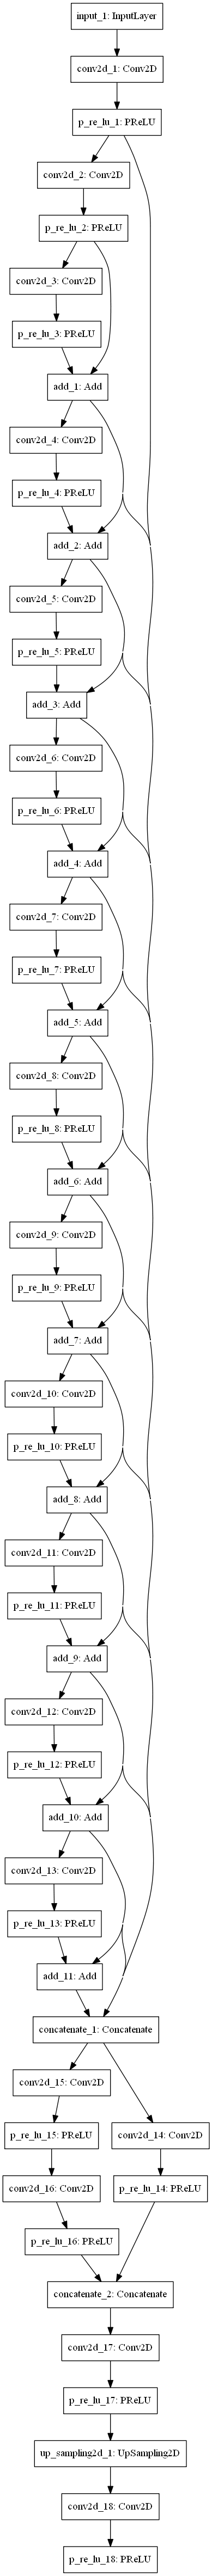 input_1: InputLayer
conv2d_1: Conv2D
p_re_lu_1: PReLU
conv2d_2: Conv2D
p_re_lu_2: PReLU
conv2d_3: Conv2D
p_re_lu_3: PReLU
add_1: Add
conv2d_4: Conv2D
p_re_lu_4: PReLU
add_2: Add
conv2d_5: Conv2D
p_re_lu_5: PReLU
add_3: Add
conv2d_6: Conv2D
p_re_lu_6: PReLU
add_4: Add
conv2d_7: Conv2D
p_re_lu_7: PReLU
add_5: Add
conv2d_8: Conv2D
p_re_lu_8: PReLU
add_6: Add
conv2d_9: Conv2D
p_re_lu_9: PReLU
add_7: Add
conv2d_10: Conv2D
p_re_lu_10: PReLU
add_8: Add
conv2d_11: Conv2D
p_re_lu_11: PReLU
add_9: Add
conv2d_12: Conv2D
p_re_lu_12: PReLU
add_10: Add
conv2d_13: Conv2D
p_re_lu_13: PReLU
add_11: Add
concatenate_1: Concatenate
conv2d_15: Conv2D
p_re_lu_15: PReLU
conv2d_14: Conv2D
conv2d_16: Conv2D
p_re_lu_14: PReLU
p_re_lu_16: PReLU
concatenate_2: Concatenate
conv2d_17: Conv2D
p_re_lu_17: PReLU
up_sampling2d_1: UpSampling2D
conv2d_18: Conv2D
p_re_lu_18: PReLU